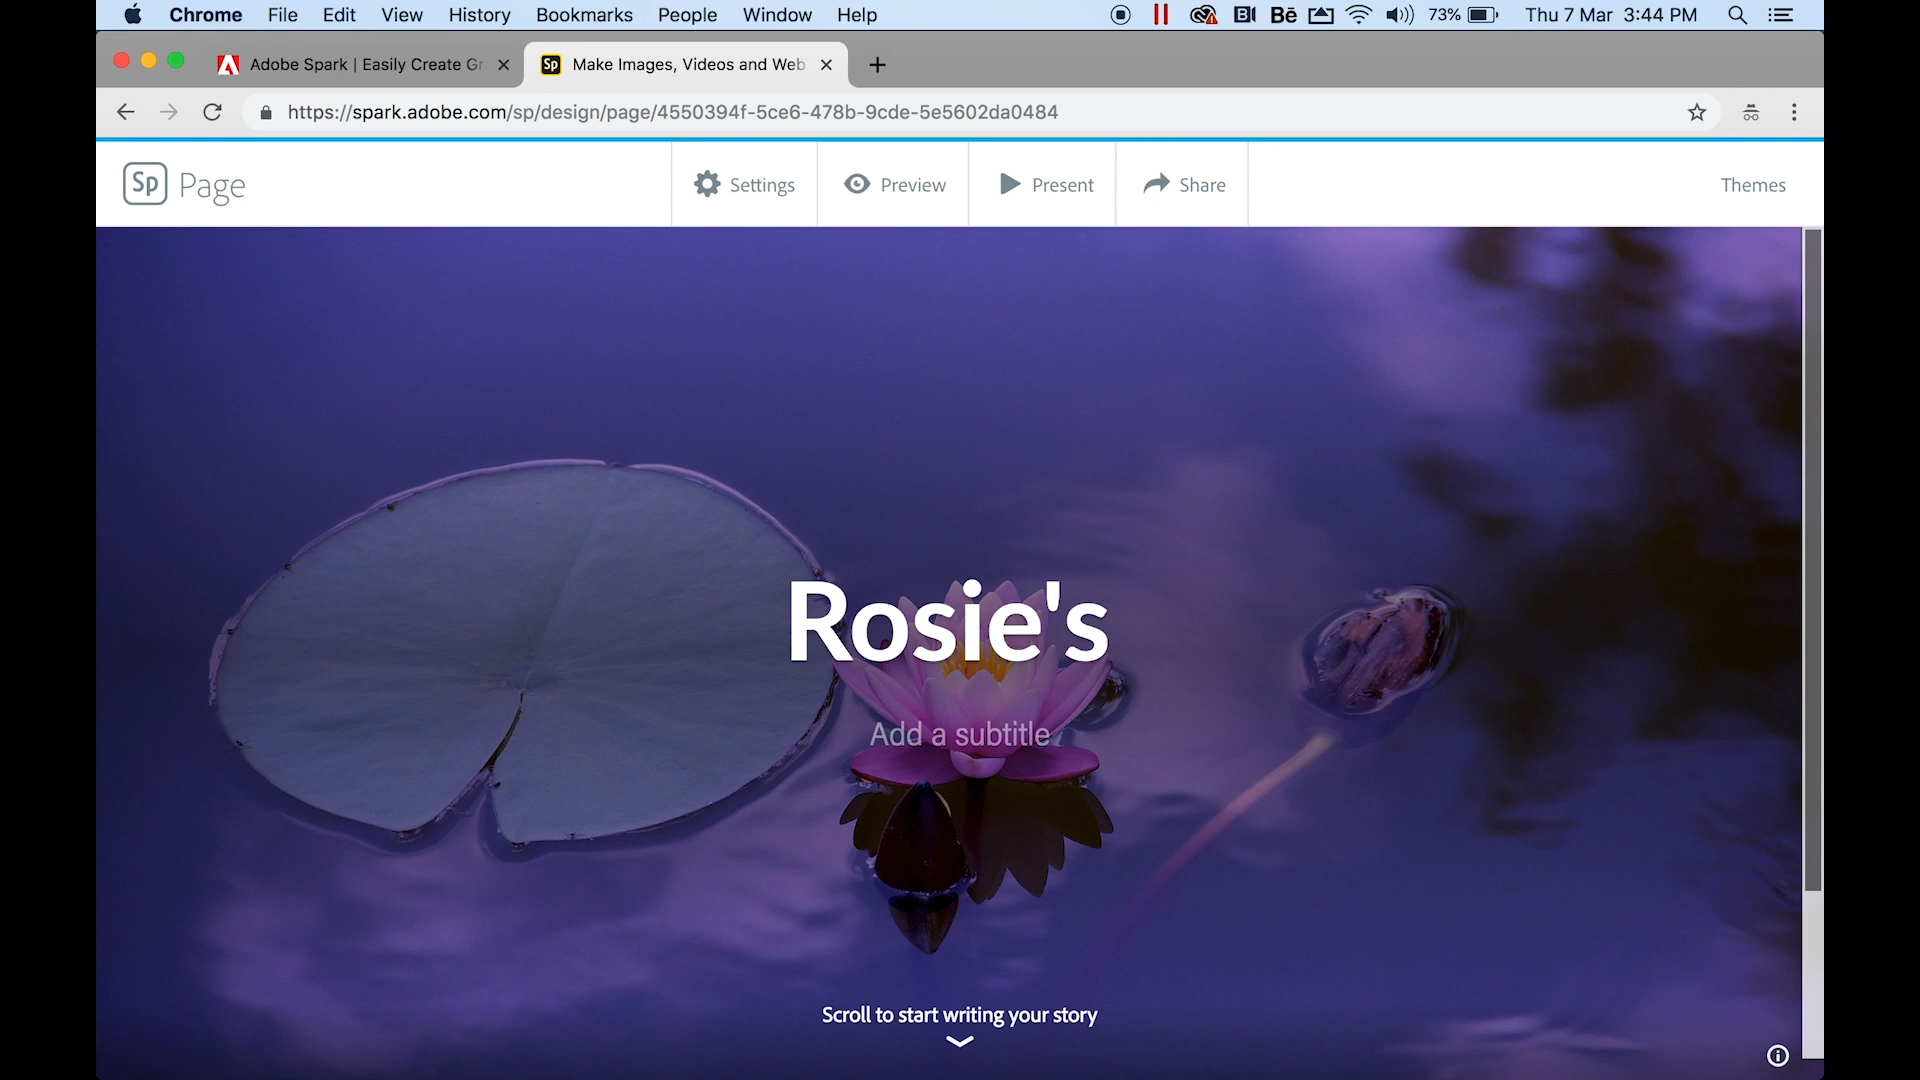 Chrome File Edit View History Bookmarks People Window Help
Bē 73% Thu 7 Mar 3:44 PM
Adobe Spark | Easily Create Gr
Sp Make Images, Videos and Web
https://spark.adobe.com/sp/design/page/4550394f-5ce6-478b-9cde-5e5602da0484
Sp Page
Settings Preview Present Share Themes
Rosie's
Add a subtitle
Scroll to start writing your story